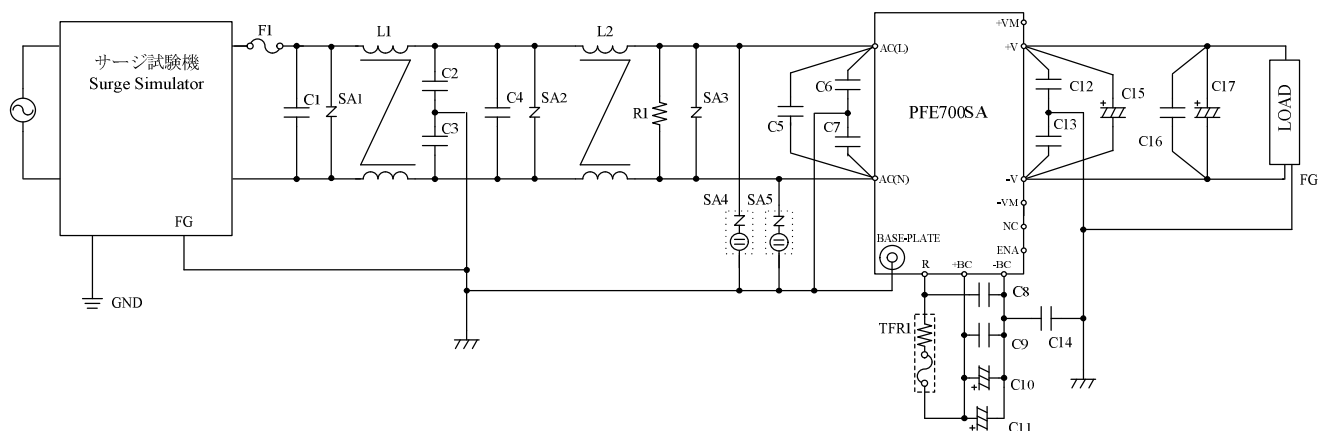 サージ試験機
Surge Simulator
FG
GND
F1
L1
L2
C1
SA1
C2
C3
C4
SA2
R1
SA3
SA4
SA5
C5
C6
C7
AC(L)
AC(N)
PFE700SA
BASE-PLATE
R
+BC
-BC
+VM
+V
-V
-VM
NC
ENA
C8
C9
C10
C11
TFR1
C14
C12
C13
C15
C16
C17
LOAD
FG